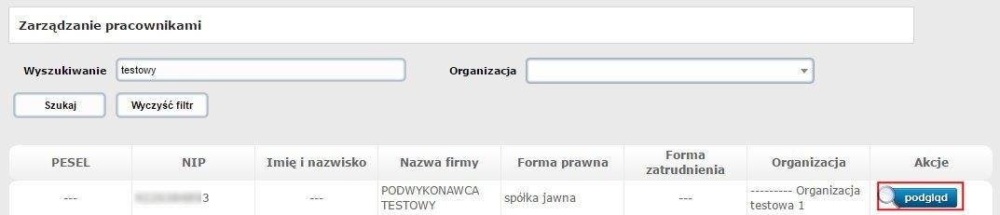 Zarządzanie pracownikami
Wyszukiwanie testowy Organizacja
Szukaj Wyczyść filtr
PESEL NIP Imię i nazwisko Nazwa firmy Forma prawna Forma zatrudnienia Organizacja Akcje
--- 3 --- PODWYKONAWCA TESTOWY spółka jawna --- --------- Organizacja testowa 1 podgląd